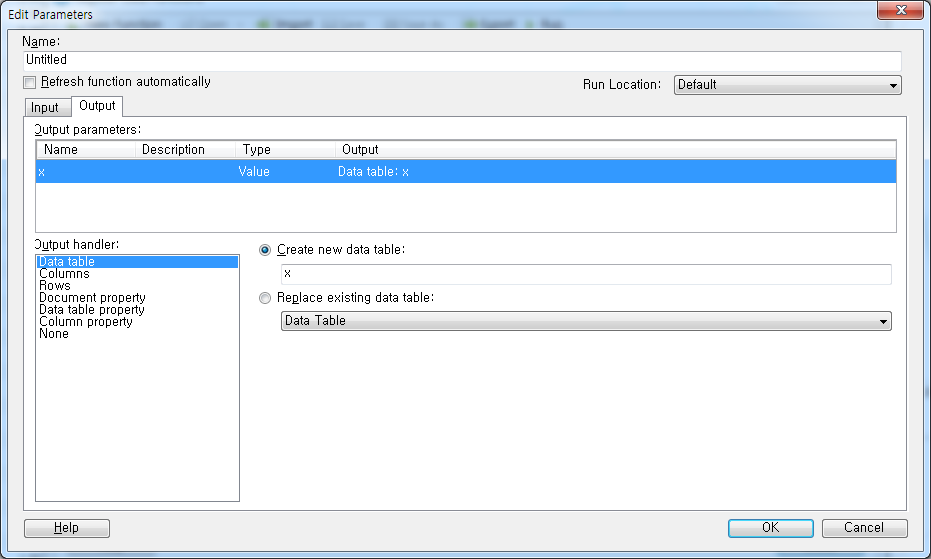 Edit Parameters
Name:
Untitled
Refresh function automatically
Run Location: Default
Input Output
Output parameters:
Name Description Type Output
x Value Data table: x
Output handler:
Data table
Columns
Rows
Document property
Data table property
Column property
None
Create new data table:
x
Replace existing data table:
Data Table
Help OK Cancel